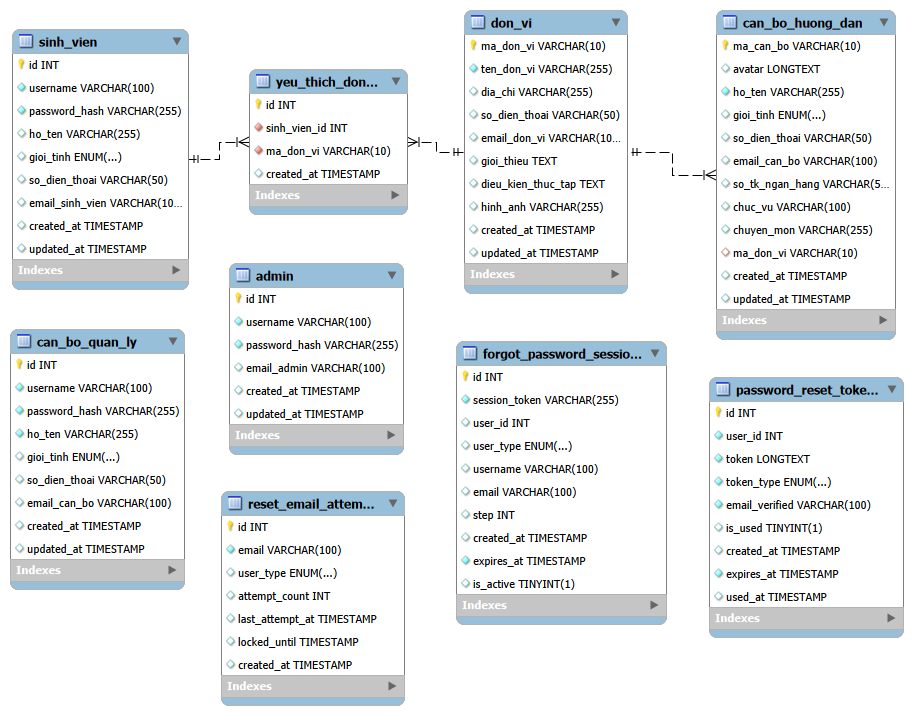 sinh_vien
id INT
username VARCHAR(100)
password_hash VARCHAR(255)
ho_ten VARCHAR(255)
gioi_tinh ENUM(...)
so_dien_thoai VARCHAR(50)
email_sinh_vien VARCHAR(10...
created_at TIMESTAMP
updated_at TIMESTAMP
Indexes
yeu_thich_don...
id INT
sinh_vien_id INT
ma_don_vi VARCHAR(10)
created_at TIMESTAMP
Indexes
don_vi
ma_don_vi VARCHAR(10)
ten_don_vi VARCHAR(255)
dia_chi VARCHAR(255)
so_dien_thoai VARCHAR(50)
email_don_vi VARCHAR(10...
gioi_thieu TEXT
dieu_kien_thuc_tap TEXT
hinh_anh VARCHAR(255)
created_at TIMESTAMP
updated_at TIMESTAMP
Indexes
can_bo_huong_dan
ma_can_bo VARCHAR(10)
avatar LONGTEXT
ho_ten VARCHAR(255)
gioi_tinh ENUM(...)
so_dien_thoai VARCHAR(50)
email_can_bo VARCHAR(100)
so_tk_ngan_hang VARCHAR(5...
chuc_vu VARCHAR(100)
chuyen_mon VARCHAR(255)
ma_don_vi VARCHAR(10)
created_at TIMESTAMP
updated_at TIMESTAMP
Indexes
admin
id INT
username VARCHAR(100)
password_hash VARCHAR(255)
email_admin VARCHAR(100)
created_at TIMESTAMP
updated_at TIMESTAMP
Indexes
can_bo_quan_ly
id INT
username VARCHAR(100)
password_hash VARCHAR(255)
ho_ten VARCHAR(255)
gioi_tinh ENUM(...)
so_dien_thoai VARCHAR(50)
email_can_bo VARCHAR(100)
created_at TIMESTAMP
updated_at TIMESTAMP
Indexes
forgot_password_sessio...
id INT
session_token VARCHAR(255)
user_id INT
user_type ENUM(...)
username VARCHAR(100)
email VARCHAR(100)
step INT
created_at TIMESTAMP
expires_at TIMESTAMP
is_active TINYINT(1)
Indexes
password_reset_toke...
id INT
user_id INT
token LONGTEXT
token_type ENUM(...)
email_verified VARCHAR(100)
is_used TINYINT(1)
created_at TIMESTAMP
expires_at TIMESTAMP
used_at TIMESTAMP
Indexes
reset_email_attem...
id INT
email VARCHAR(100)
user_type ENUM(...)
attempt_count INT
last_attempt_at TIMESTAMP
locked_until TIMESTAMP
created_at TIMESTAMP
Indexes